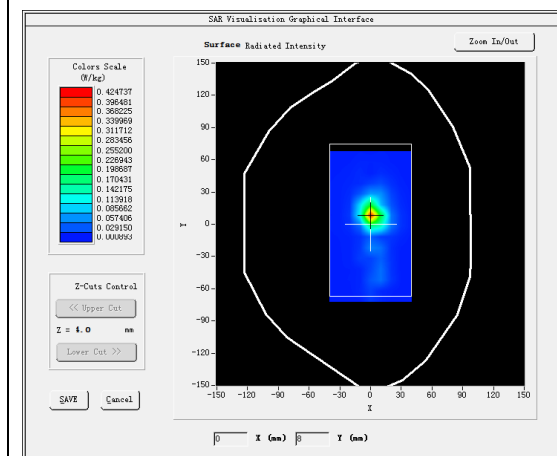 SAR Visualisation Graphical Interface
Surface Radiated Intensity
Zoom In/Out
Colors Scale
(W/kg)
0.424737
0.396481
0.368225
0.339969
0.311712
0.283456
0.255200
0.226943
0.198687
0.170431
0.142175
0.113918
0.085662
0.057406
0.029150
0.000893
Z-Cuts Control
<< Upper Cut
Z = 4.0 mm
Lower Cut >>
SAVE
Cancel
150
120
90
60
30
0
-30
-60
-90
-120
-150
Y
-150 -120 -90 -60 -30 0 30 60 90 120 150
X
0 X (mm) 8 Y (mm)